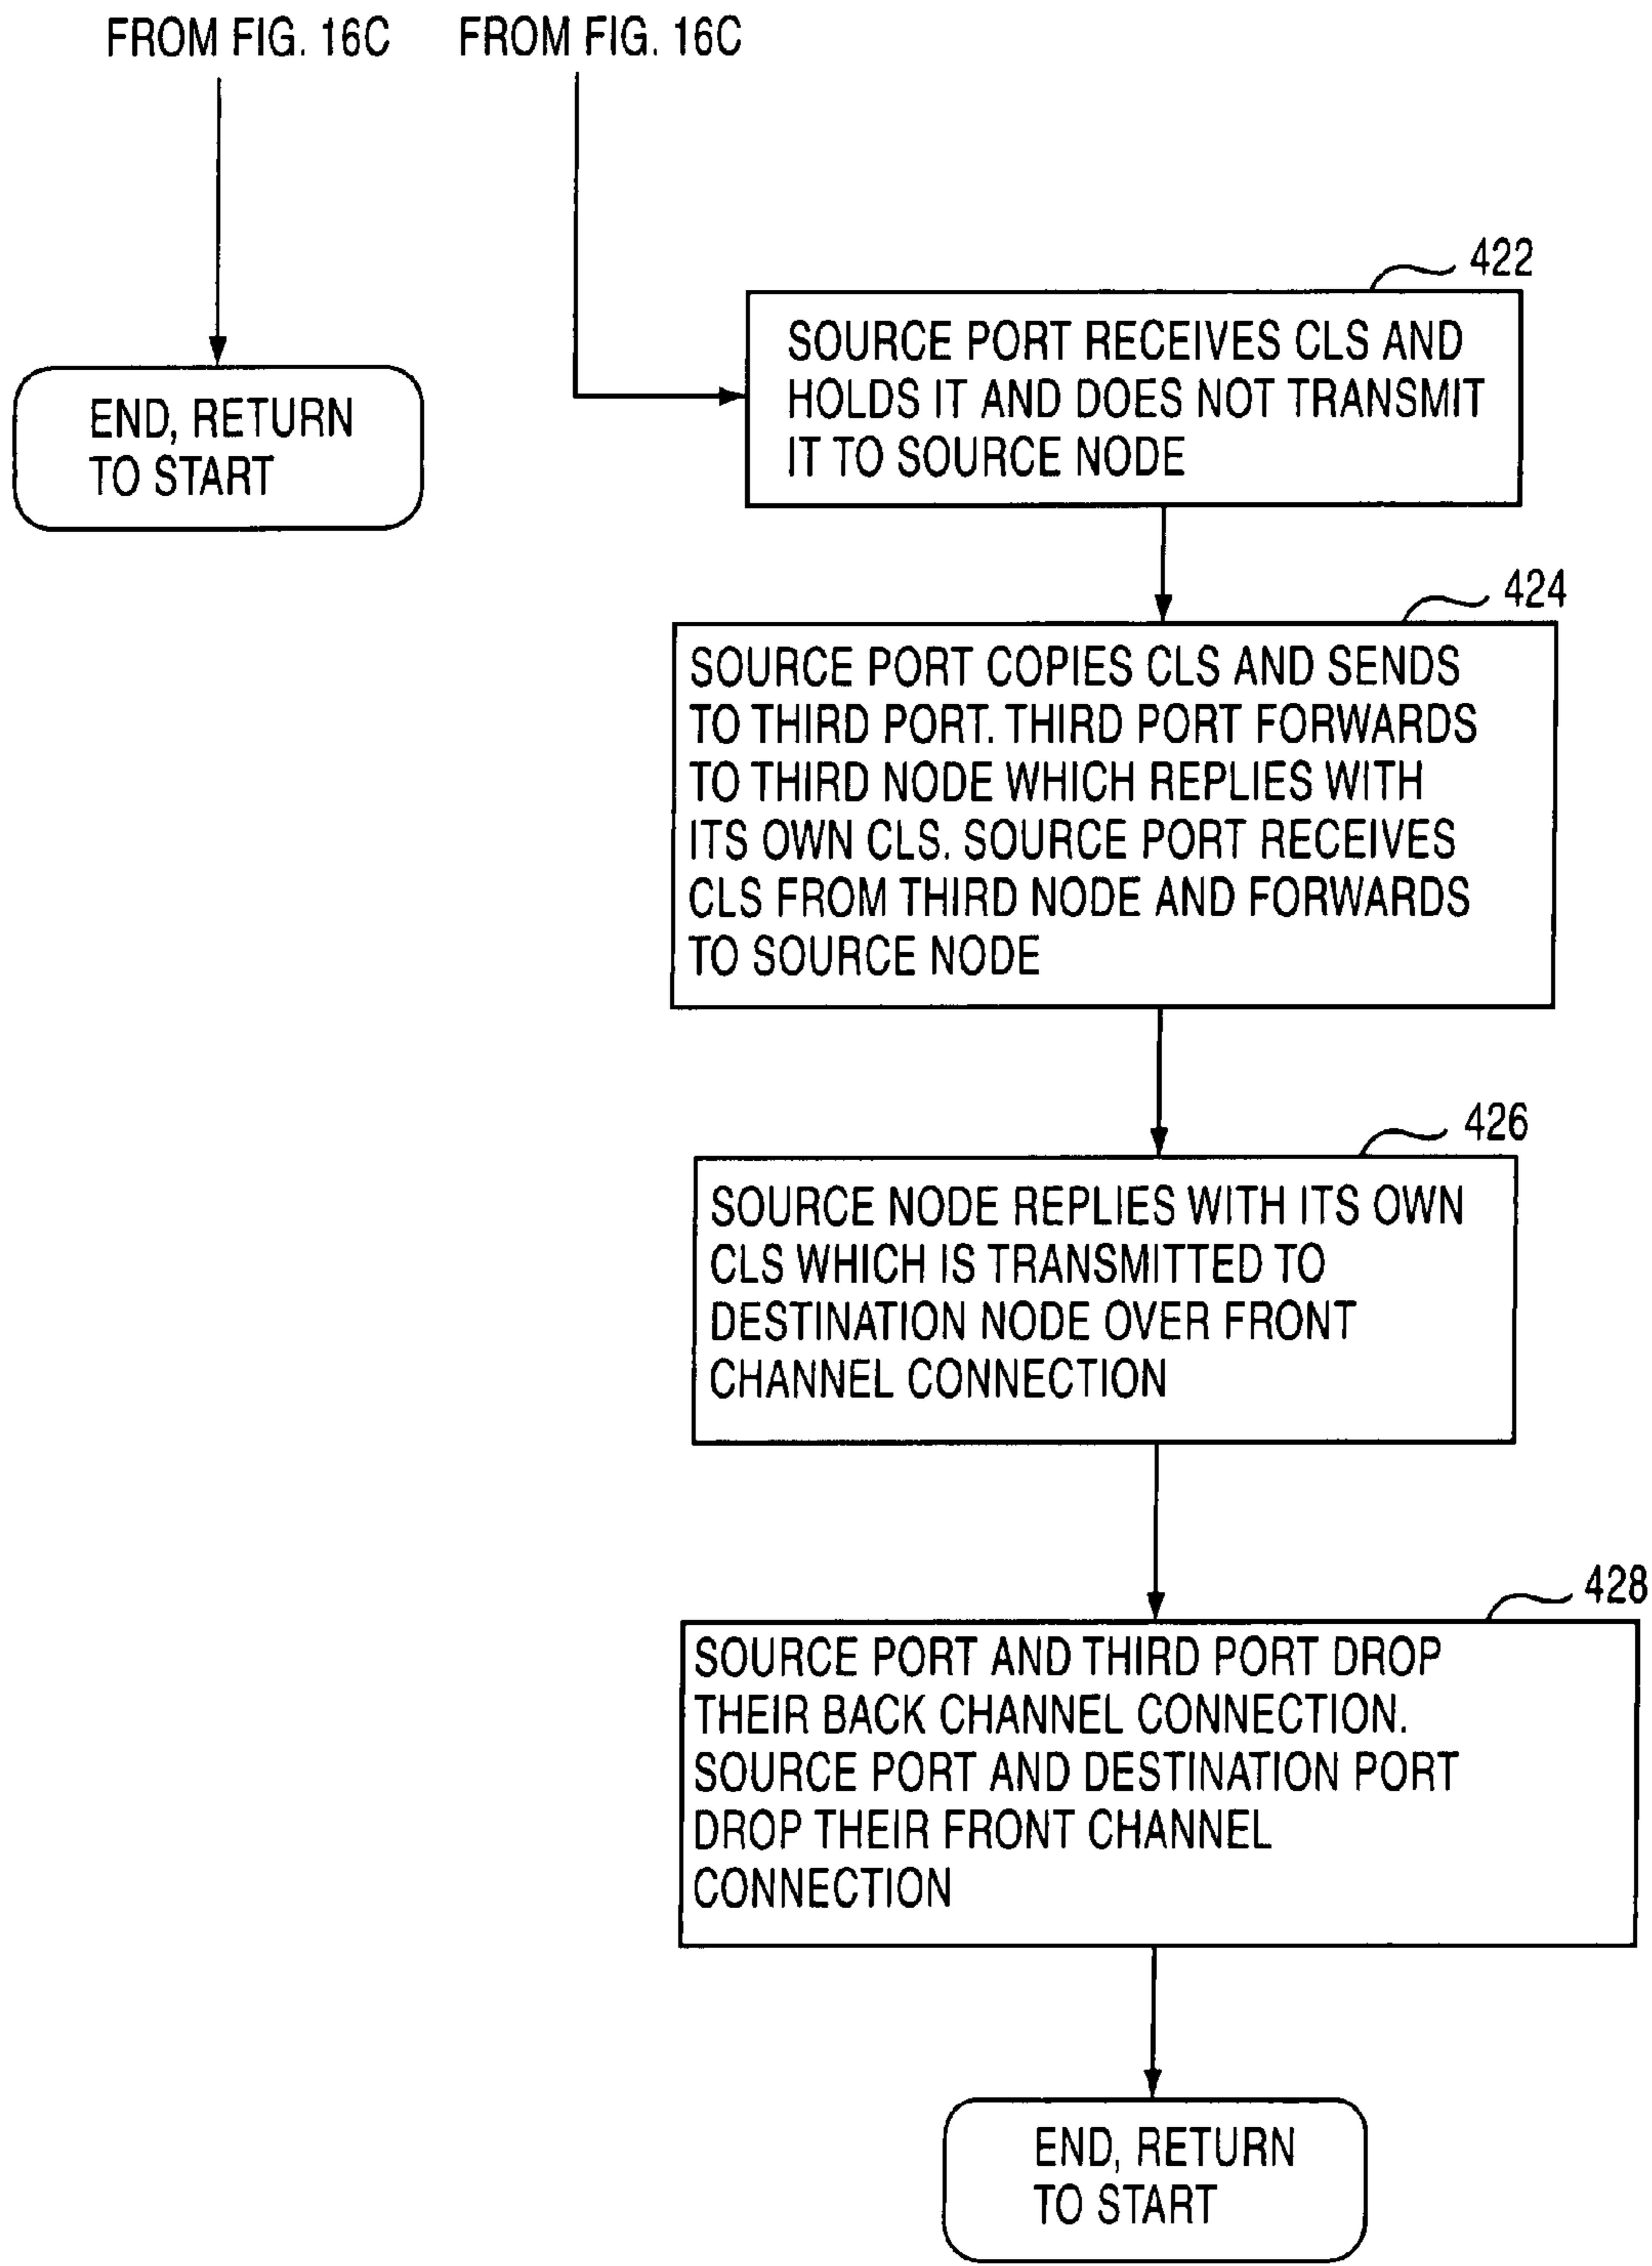 FROM FIG. 16C
FROM FIG. 16C
END, RETURN
TO START
422
SOURCE PORT RECEIVES CLS AND
HOLDS IT AND DOES NOT TRANSMIT
IT TO SOURCE NODE
424
SOURCE PORT COPIES CLS AND SENDS
TO THIRD PORT. THIRD PORT FORWARDS
TO THIRD NODE WHICH REPLIES WITH
ITS OWN CLS. SOURCE PORT RECEIVES
CLS FROM THIRD NODE AND FORWARDS
TO SOURCE NODE
426
SOURCE NODE REPLIES WITH ITS OWN
CLS WHICH IS TRANSMITTED TO
DESTINATION NODE OVER FRONT
CHANNEL CONNECTION
428
SOURCE PORT AND THIRD PORT DROP
THEIR BACK CHANNEL CONNECTION.
SOURCE PORT AND DESTINATION PORT
DROP THEIR FRONT CHANNEL
CONNECTION
END, RETURN
TO START